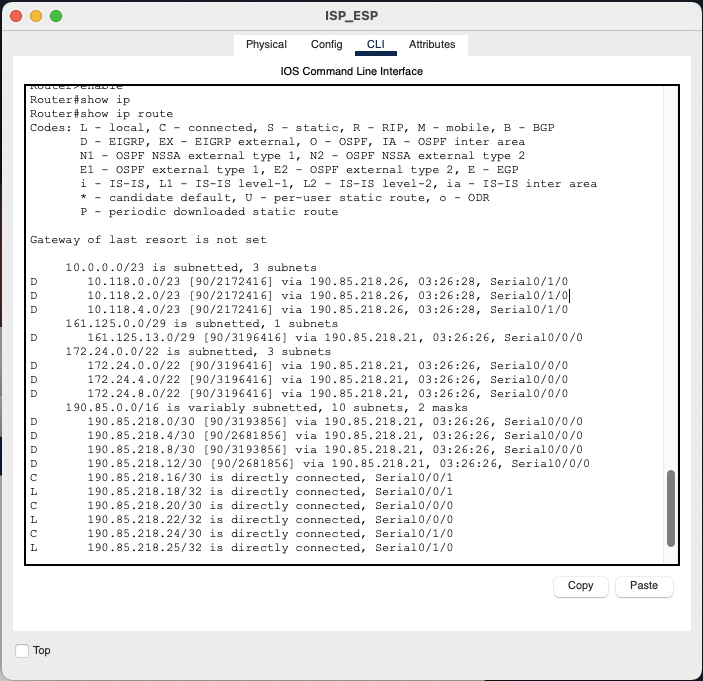 ISP_ESP
Physical Config CLI Attributes
IOS Command Line Interface
Router>enable
Router#show ip
Router#show ip route
Codes: L - local, C - connected, S - static, R - RIP, M - mobile, B - BGP
D - EIGRP, EX - EIGRP external, O - OSPF, IA - OSPF inter area
N1 - OSPF NSSA external type 1, N2 - OSPF NSSA external type 2
E1 - OSPF external type 1, E2 - OSPF external type 2, E - EGP
i - IS-IS, L1 - IS-IS level-1, L2 - IS-IS level-2, ia - IS-IS inter area
* - candidate default, U - per-user static route, o - ODR
P - periodic downloaded static route
Gateway of last resort is not set
10.0.0.0/23 is subnetted, 3 subnets
D 10.118.0.0/23 [90/2172416] via 190.85.218.26, 03:26:28, Serial0/1/0
D 10.118.2.0/23 [90/2172416] via 190.85.218.26, 03:26:28, Serial0/1/0
D 10.118.4.0/23 [90/2172416] via 190.85.218.26, 03:26:28, Serial0/1/0
161.125.0.0/29 is subnetted, 1 subnets
D 161.125.13.0/29 [90/3196416] via 190.85.218.21, 03:26:26, Serial0/0/0
172.24.0.0/22 is subnetted, 3 subnets
D 172.24.0.0/22 [90/3196416] via 190.85.218.21, 03:26:26, Serial0/0/0
D 172.24.4.0/22 [90/3196416] via 190.85.218.21, 03:26:26, Serial0/0/0
D 172.24.8.0/22 [90/3196416] via 190.85.218.21, 03:26:26, Serial0/0/0
190.85.0.0/16 is variably subnetted, 10 subnets, 2 masks
D 190.85.218.0/30 [90/3193856] via 190.85.218.21, 03:26:26, Serial0/0/0
D 190.85.218.4/30 [90/2681856] via 190.85.218.21, 03:26:26, Serial0/0/0
D 190.85.218.8/30 [90/3193856] via 190.85.218.21, 03:26:26, Serial0/0/0
D 190.85.218.12/30 [90/2681856] via 190.85.218.21, 03:26:26, Serial0/0/0
C 190.85.218.16/30 is directly connected, Serial0/0/1
L 190.85.218.18/32 is directly connected, Serial0/0/1
C 190.85.218.20/30 is directly connected, Serial0/0/0
L 190.85.218.22/32 is directly connected, Serial0/0/0
C 190.85.218.24/30 is directly connected, Serial0/1/0
L 190.85.218.25/32 is directly connected, Serial0/1/0
Copy Paste
Top